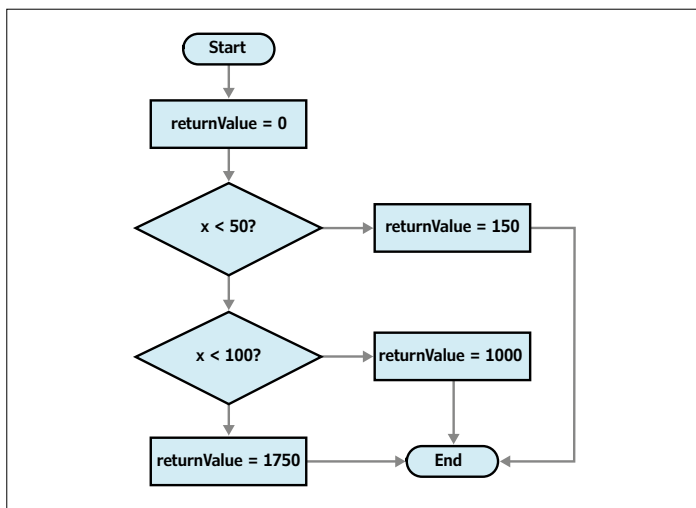 Start
returnValue = 0
x < 50?
returnValue = 150
x < 100?
returnValue = 1000
returnValue = 1750
End